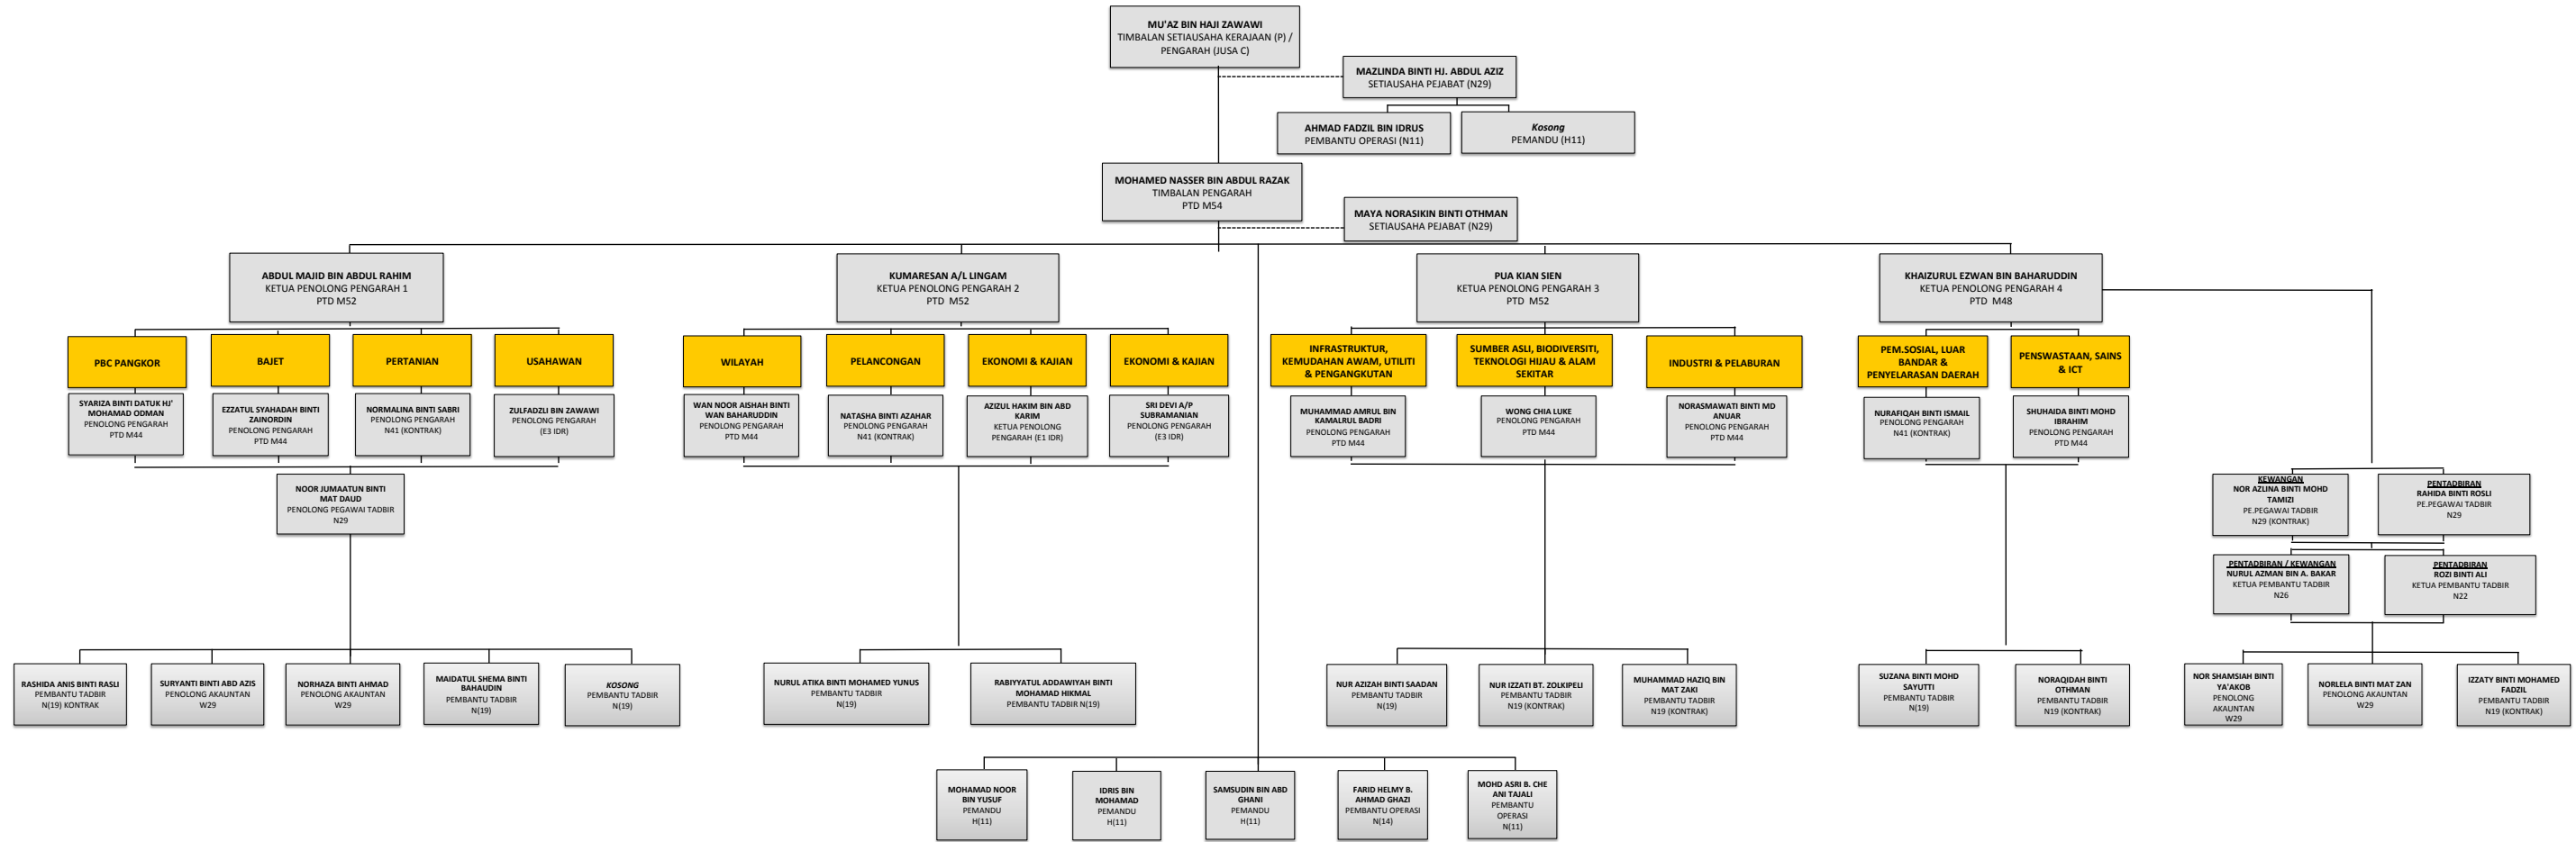 MU'AZ BIN HAJI ZAWAWI
TIMBALAN SETIAUSAHA KERAJAAN (P) /
PENGARAH (JUSA C)
MAZLINDA BINTI HJ. ABDUL AZIZ
SETIAUSAHA PEJABAT (N29)
AHMAD FADZIL BIN IDRUS
PEMBANTU OPERASI (N11)
Kosong
PEMANDU (H11)
MOHAMED NASSER BIN ABDUL RAZAK
TIMBALAN PENGARAH
PTD M54
MAYA NORASIKIN BINTI OTHMAN
SETIAUSAHA PEJABAT (N29)
ABDUL MAJID BIN ABDUL RAHIM
KETUA PENOLONG PENGARAH 1
PTD M52
KUMARESAN A/L LINGAM
KETUA PENOLONG PENGARAH 2
PTD M52
PUA KIAN SIEN
KETUA PENOLONG PENGARAH 3
PTD M52
KHAIZURUL EZWAN BIN BAHARUDDIN
KETUA PENOLONG PENGARAH 4
PTD M48
PBC PANGKOR
BAJET
PERTANIAN
USAHAWAN
WILAYAH
PELANCONGAN
EKONOMI & KAJIAN
EKONOMI & KAJIAN
INFRASTRUKTUR,
KEMUDAHAN AWAM, UTILITI
& PENGANGKUTAN
SUMBER ASLI, BIODIVERSITI,
TEKNOLOGI HIJAU & ALAM
SEKITAR
INDUSTRI & PELABURAN
PEM.SOSIAL, LUAR
BANDAR &
PENYELARASAN DAERAH
PENSWASTAAN, SAINS
& ICT
SYARIZA BINTI DATUK HJ'
MOHAMAD ODMAN
PENOLONG PENGARAH
PTD M44
EZZATUL SYAHADAH BINTI
ZAINORDIN
PENOLONG PENGARAH
PTD M44
NORMALINA BINTI SABRI
PENOLONG PENGARAH
N41 (KONTRAK)
ZULFADZLI BIN ZAWAWI
PENOLONG PENGARAH
(E3 IDR)
WAN NOOR AISHAH BINTI
WAN BAHARUDDIN
PENOLONG PENGARAH
PTD M44
NATASHA BINTI AZAHAR
PENOLONG PENGARAH
N41 (KONTRAK)
AZIZUL HAKIM BIN ABD
KARIM
KETUA PENOLONG
PENGARAH (E1 IDR)
SRI DEVI A/P
SUBRAMANIAN
PENOLONG PENGARAH
(E3 IDR)
MUHAMMAD AMRUL BIN
KAMALRUL BADRI
PENOLONG PENGARAH
PTD M44
WONG CHIA LUKE
PENOLONG PENGARAH
PTD M44
NORASMAWATI BINTI MD
ANUAR
PENOLONG PENGARAH
PTD M44
NURAFIQAH BINTI ISMAIL
PENOLONG PENGARAH
N41 (KONTRAK)
SHUHAIDA BINTI MOHD
IBRAHIM
PENOLONG PENGARAH
PTD M44
NOOR JUMAATUN BINTI
MAT DAUD
PENOLONG PEGAWAI TADBIR
N29
KEWANGAN
NOR AZLINA BINTI MOHD
TAMIZI
PE.PEGAWAI TADBIR
N29 (KONTRAK)
PENTADBIRAN
RAHIDA BINTI ROSLI
PE.PEGAWAI TADBIR
N29
PENTADBIRAN / KEWANGAN
NURUL AZMAN BIN A. BAKAR
KETUA PEMBANTU TADBIR
N26
PENTADBIRAN
ROZI BINTI ALI
KETUA PEMBANTU TADBIR
N22
RASHIDA ANIS BINTI RASLI
PEMBANTU TADBIR
N(19) KONTRAK
SURYANTI BINTI ABD AZIS
PENOLONG AKAUNTAN
W29
NORHAZA BINTI AHMAD
PENOLONG AKAUNTAN
W29
MAIDATUL SHEMA BINTI
BAHAUDIN
PEMBANTU TADBIR
N(19)
KOSONG
PEMBANTU TADBIR
N(19)
NURUL ATIKA BINTI MOHAMED YUNUS
PEMBANTU TADBIR
N(19)
RABIYYATUL ADDAWIYAH BINTI
MOHAMAD HIKMAL
PEMBANTU TADBIR N(19)
NUR AZIZAH BINTI SAADAN
PEMBANTU TADBIR
N(19)
NUR IZZATI BT. ZOLKIPELI
PEMBANTU TADBIR
N19 (KONTRAK)
MUHAMMAD HAZIQ BIN
MAT ZAKI
PEMBANTU TADBIR
N19 (KONTRAK)
SUZANA BINTI MOHD
SAYUTTI
PEMBANTU TADBIR
N(19)
NORAQIDAH BINTI
OTHMAN
PEMBANTU TADBIR
N19 (KONTRAK)
NOR SHAMSIAH BINTI
YA'AKOB
PENOLONG
AKAUNTAN
W29
NORLELA BINTI MAT ZAN
PENOLONG AKAUNTAN
W29
IZZATY BINTI MOHAMED
FADZIL
PEMBANTU TADBIR
N19 (KONTRAK)
MOHAMAD NOOR
BIN YUSUF
PEMANDU
H(11)
IDRIS BIN
MOHAMAD
PEMANDU
H(11)
SAMSUDIN BIN ABD
GHANI
PEMANDU
H(11)
FARID HELMY B.
AHMAD GHAZI
PEMBANTU OPERASI
N(14)
MOHD ASRI B. CHE
ANI TAJALI
PEMBANTU
OPERASI
N(11)